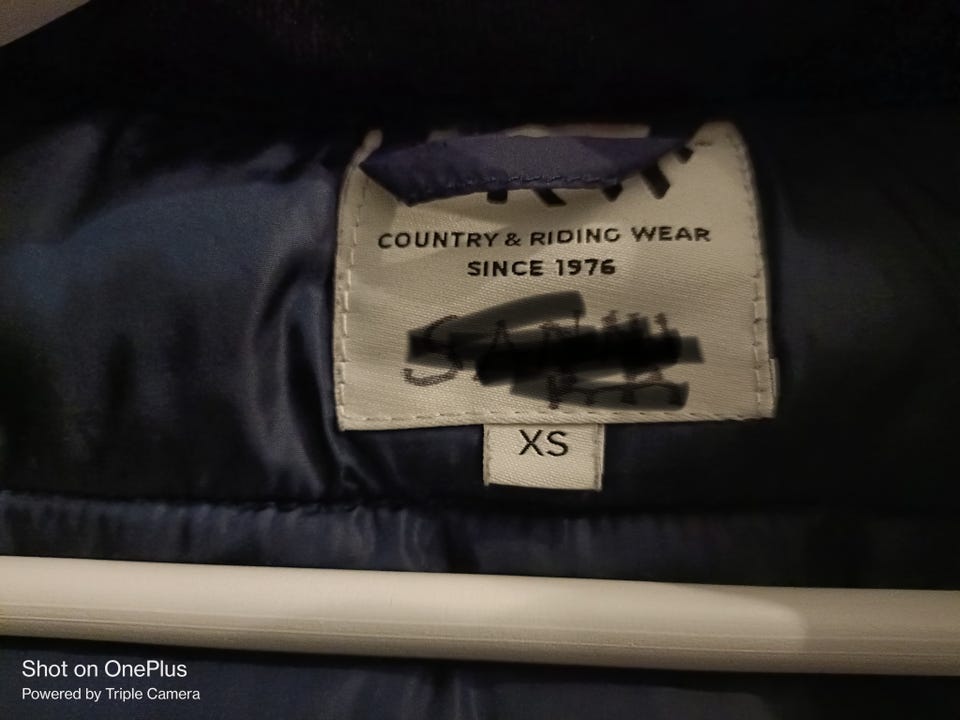 COUNTRY & RIDING WEAR
SINCE 1976
XS
Shot on OnePlus
Powered by Triple Camera